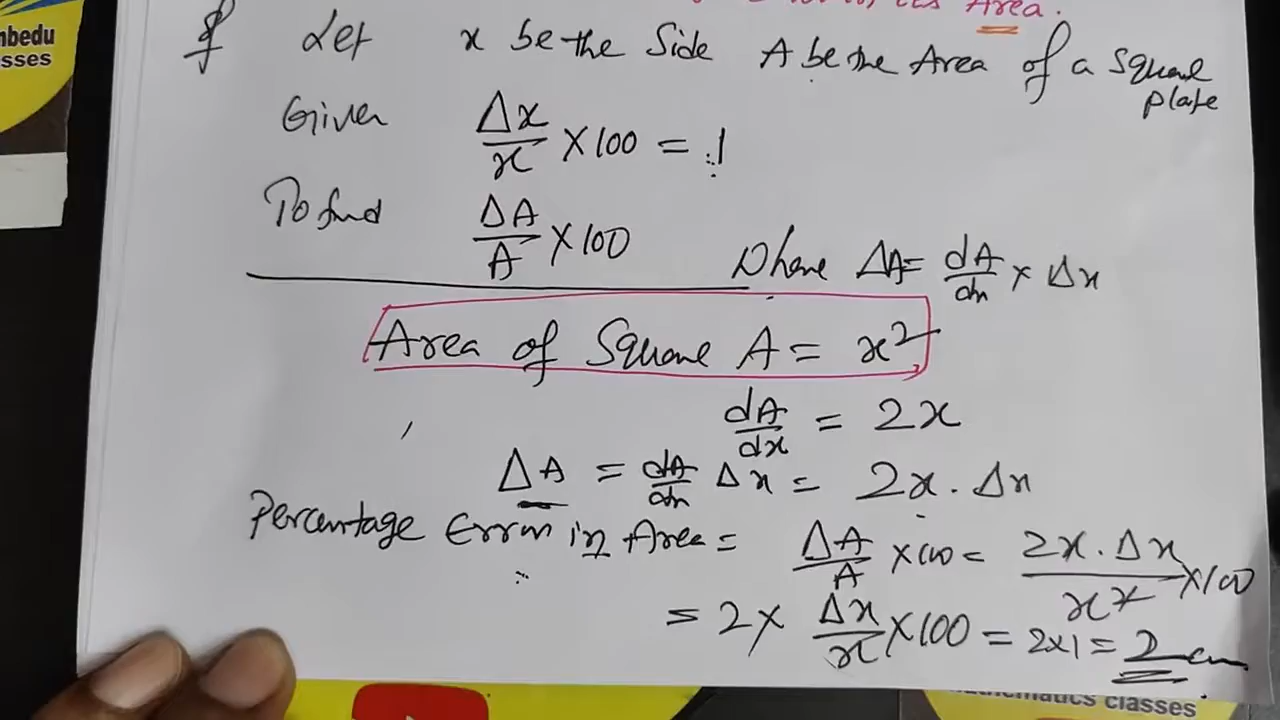 Area.
Let x be the Side A be the Area of a Square plate
Given Δx/x × 100 = 1
To find ΔA/A × 100
Where ΔA = dA/dx × Δx
Area of Square A = x²
dA/dx = 2x
ΔA = dA/dx Δx = 2x . Δx
Percentage Error in Area = ΔA/A × 100 = 2x . Δx/x² × 100
= 2 × Δx/x × 100 = 2×1 = 2 cm
mbedu
sses
classes